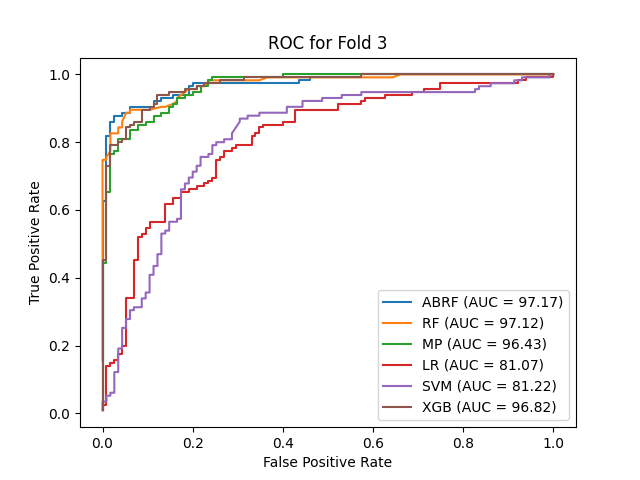 ROC for Fold 3
1.0
0.8
0.6
0.4
0.2
0.0
True Positive Rate
ABRF (AUC = 97.17)
RF (AUC = 97.12)
MP (AUC = 96.43)
LR (AUC = 81.07)
SVM (AUC = 81.22)
XGB (AUC = 96.82)
0.0 0.2 0.4 0.6 0.8 1.0
False Positive Rate